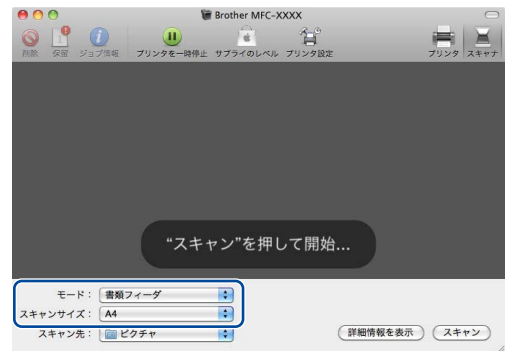 Brother MFC-XXXX
削除 保留 ジョブ情報 プリンタを一時停止 サプライのレベル プリンタ設定 プリンタ スキャナ
"スキャン"を押して開始...
モード： 書類フィーダ
スキャンサイズ： A4
スキャン先： ピクチャ 詳細情報を表示 スキャン